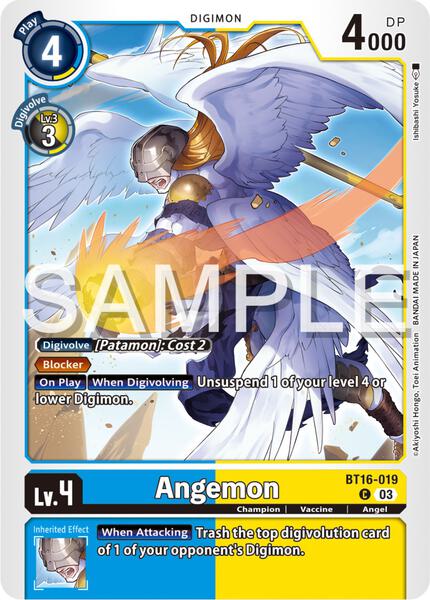 Play
4
DIGIMON
DP
4000
Digivolve
Lv.3
3
Ishibashi Yosuke
©Akiyoshi Hongo, Toei Animation · BANDAI MADE IN JAPAN
SAMPLE
Digivolve [Patamon]: Cost 2
Blocker
On Play When Digivolving Unsuspend 1 of your level 4 or
lower Digimon.
BT16-019
Lv.4
Angemon
C 03
Champion | Vaccine | Angel
Inherited Effect
When Attacking Trash the top digivolution card
of 1 of your opponent's Digimon.